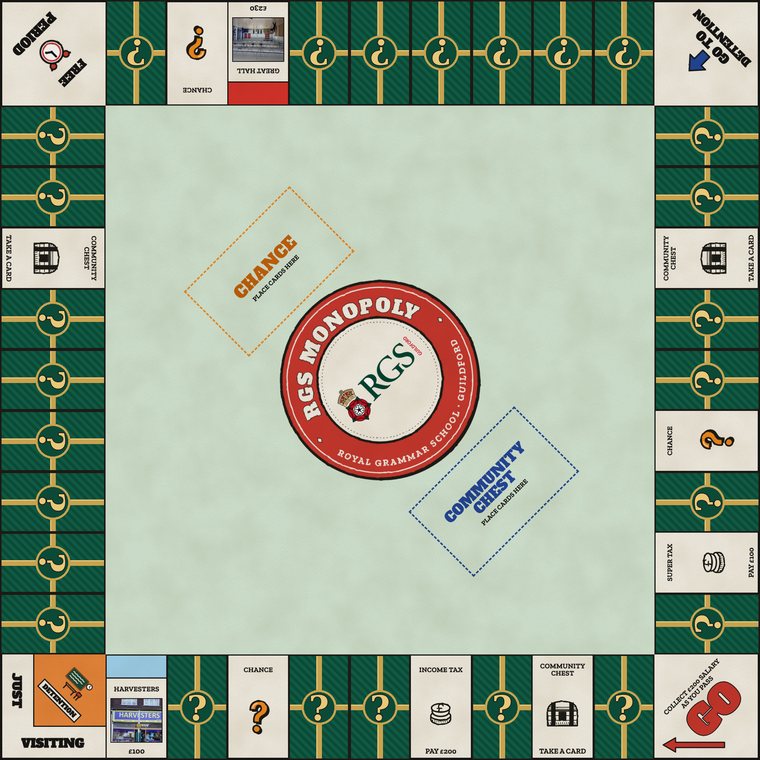 FREE
PERIOD
?
CHANCE
?
£230
GREAT HALL
?
?
?
?
?
?
GO TO
DETENTION
?
?
?
?
COMMUNITY
CHEST
TAKE A CARD
COMMUNITY
CHEST
TAKE A CARD
CHANCE
PLACE CARDS HERE
?
?
?
?
RGS MONOPOLY
RGS
GUILDFORD
ROYAL GRAMMAR SCHOOL · GUILDFORD
?
CHANCE
?
?
?
COMMUNITY
CHEST
PLACE CARDS HERE
?
SUPER TAX
PAY £100
?
?
JUST
VISITING
DETENTION
HARVESTERS
HARVESTERS
£100
?
CHANCE
?
?
?
INCOME TAX
PAY £200
?
COMMUNITY
CHEST
TAKE A CARD
?
COLLECT £200 SALARY
AS YOU PASS
GO